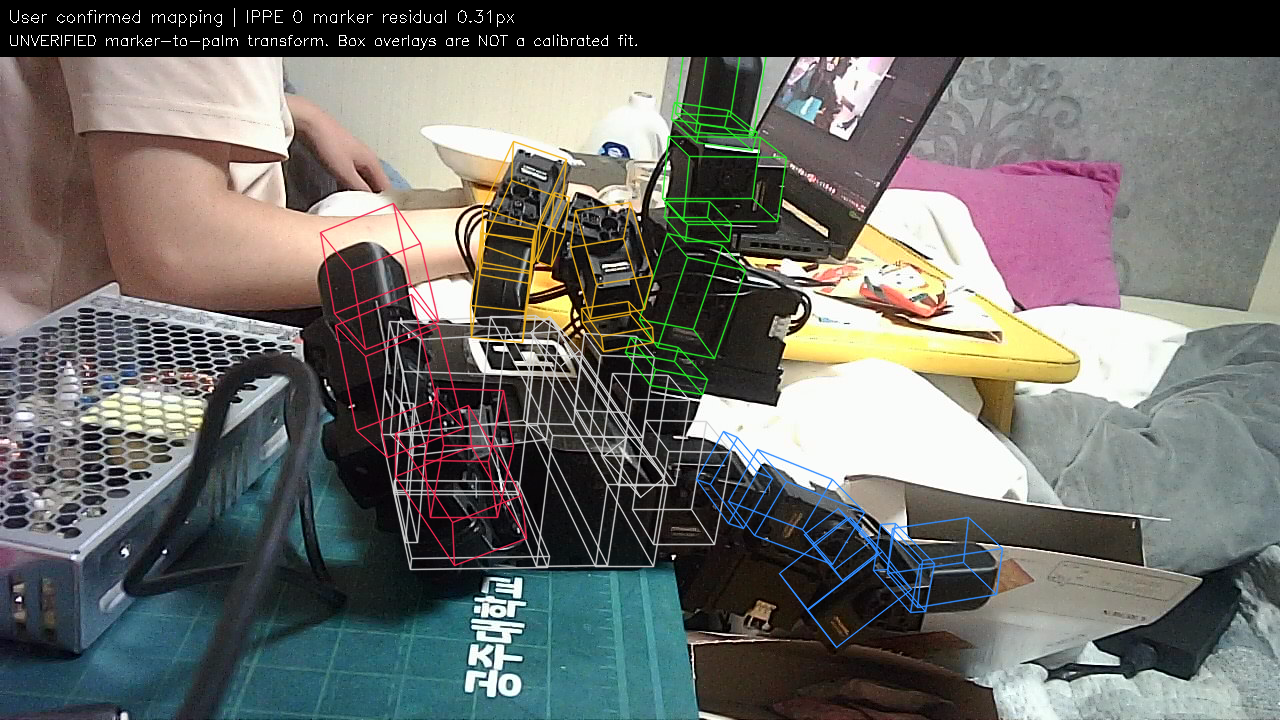 User confirmed mapping | IPPE 0 marker residual 0.31px
UNVERIFIED marker-to-palm transform. Box overlays are NOT a calibrated fit.
공주대학교